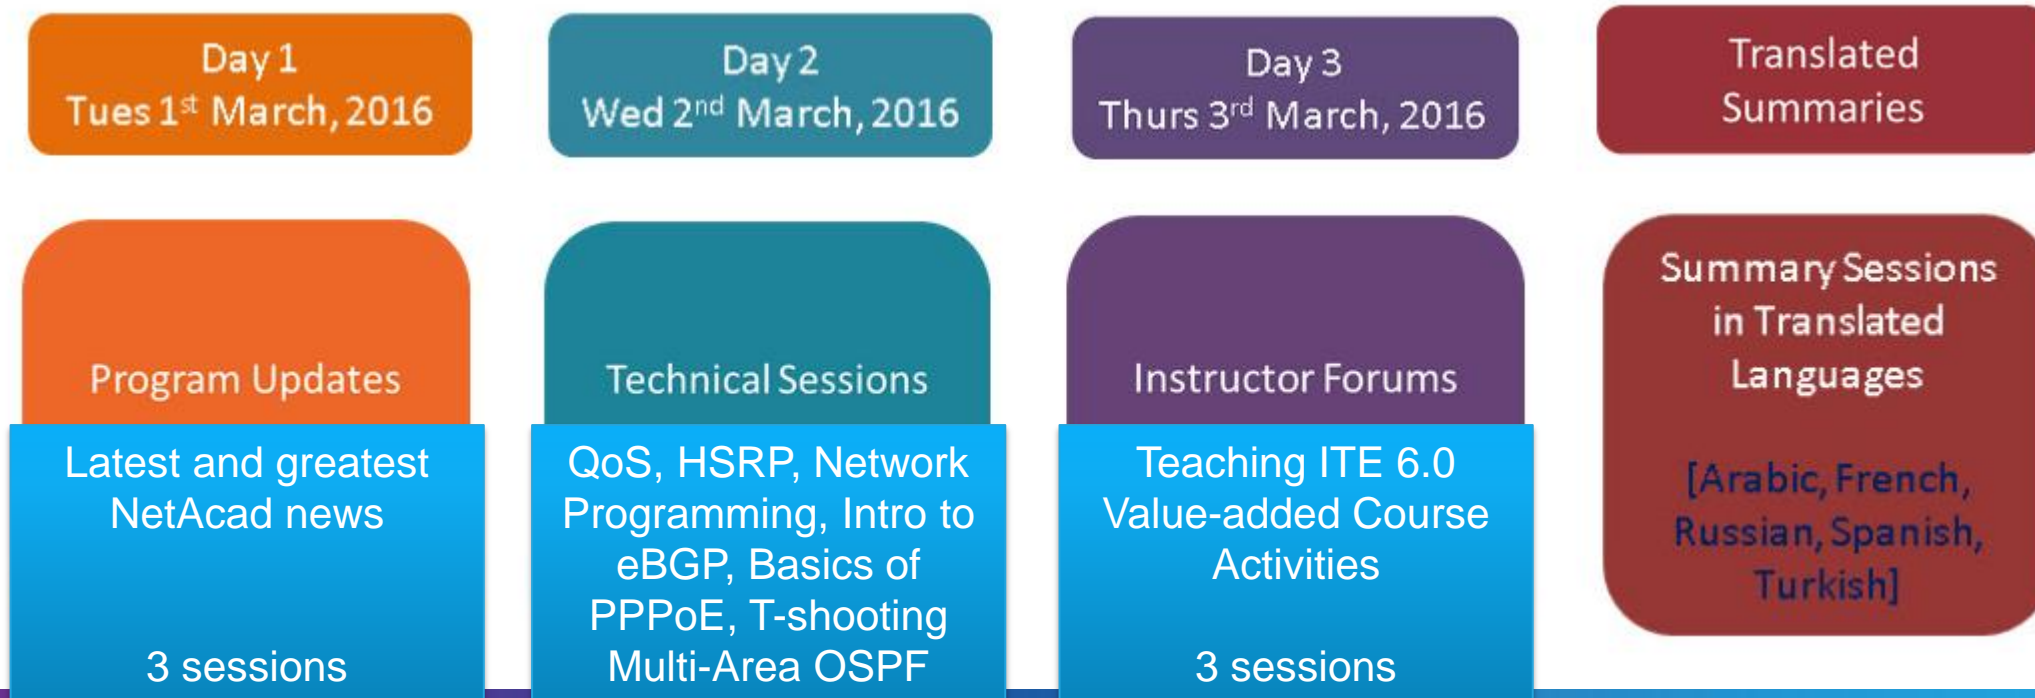 Day 1
Tues 1st March, 2016
Day 2
Wed 2nd March, 2016
Day 3
Thurs 3rd March, 2016
Translated
Summaries
Program Updates
Latest and greatest
NetAcad news
3 sessions
Technical Sessions
QoS, HSRP, Network
Programming, Intro to
eBGP, Basics of
PPPoE, T-shooting
Multi-Area OSPF
Instructor Forums
Teaching ITE 6.0
Value-added Course
Activities
3 sessions
Summary Sessions
in Translated
Languages
[Arabic, French,
Russian, Spanish,
Turkish]